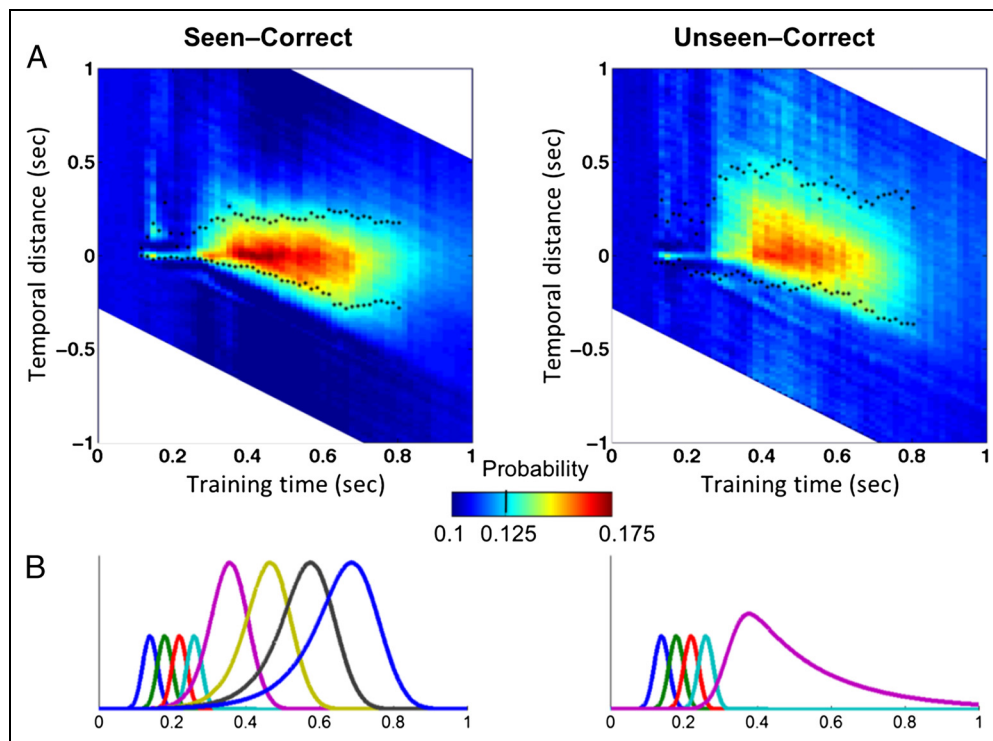 A
Seen–Correct
Unseen–Correct
Temporal distance (sec)
1
0.5
0
−0.5
−1
0 0.2 0.4 0.6 0.8 1
Training time (sec)
Temporal distance (sec)
1
0.5
0
−0.5
−1
0 0.2 0.4 0.6 0.8 1
Training time (sec)
Probability
0.1 0.125 0.175
B
0 0.2 0.4 0.6 0.8 1
0 0.2 0.4 0.6 0.8 1